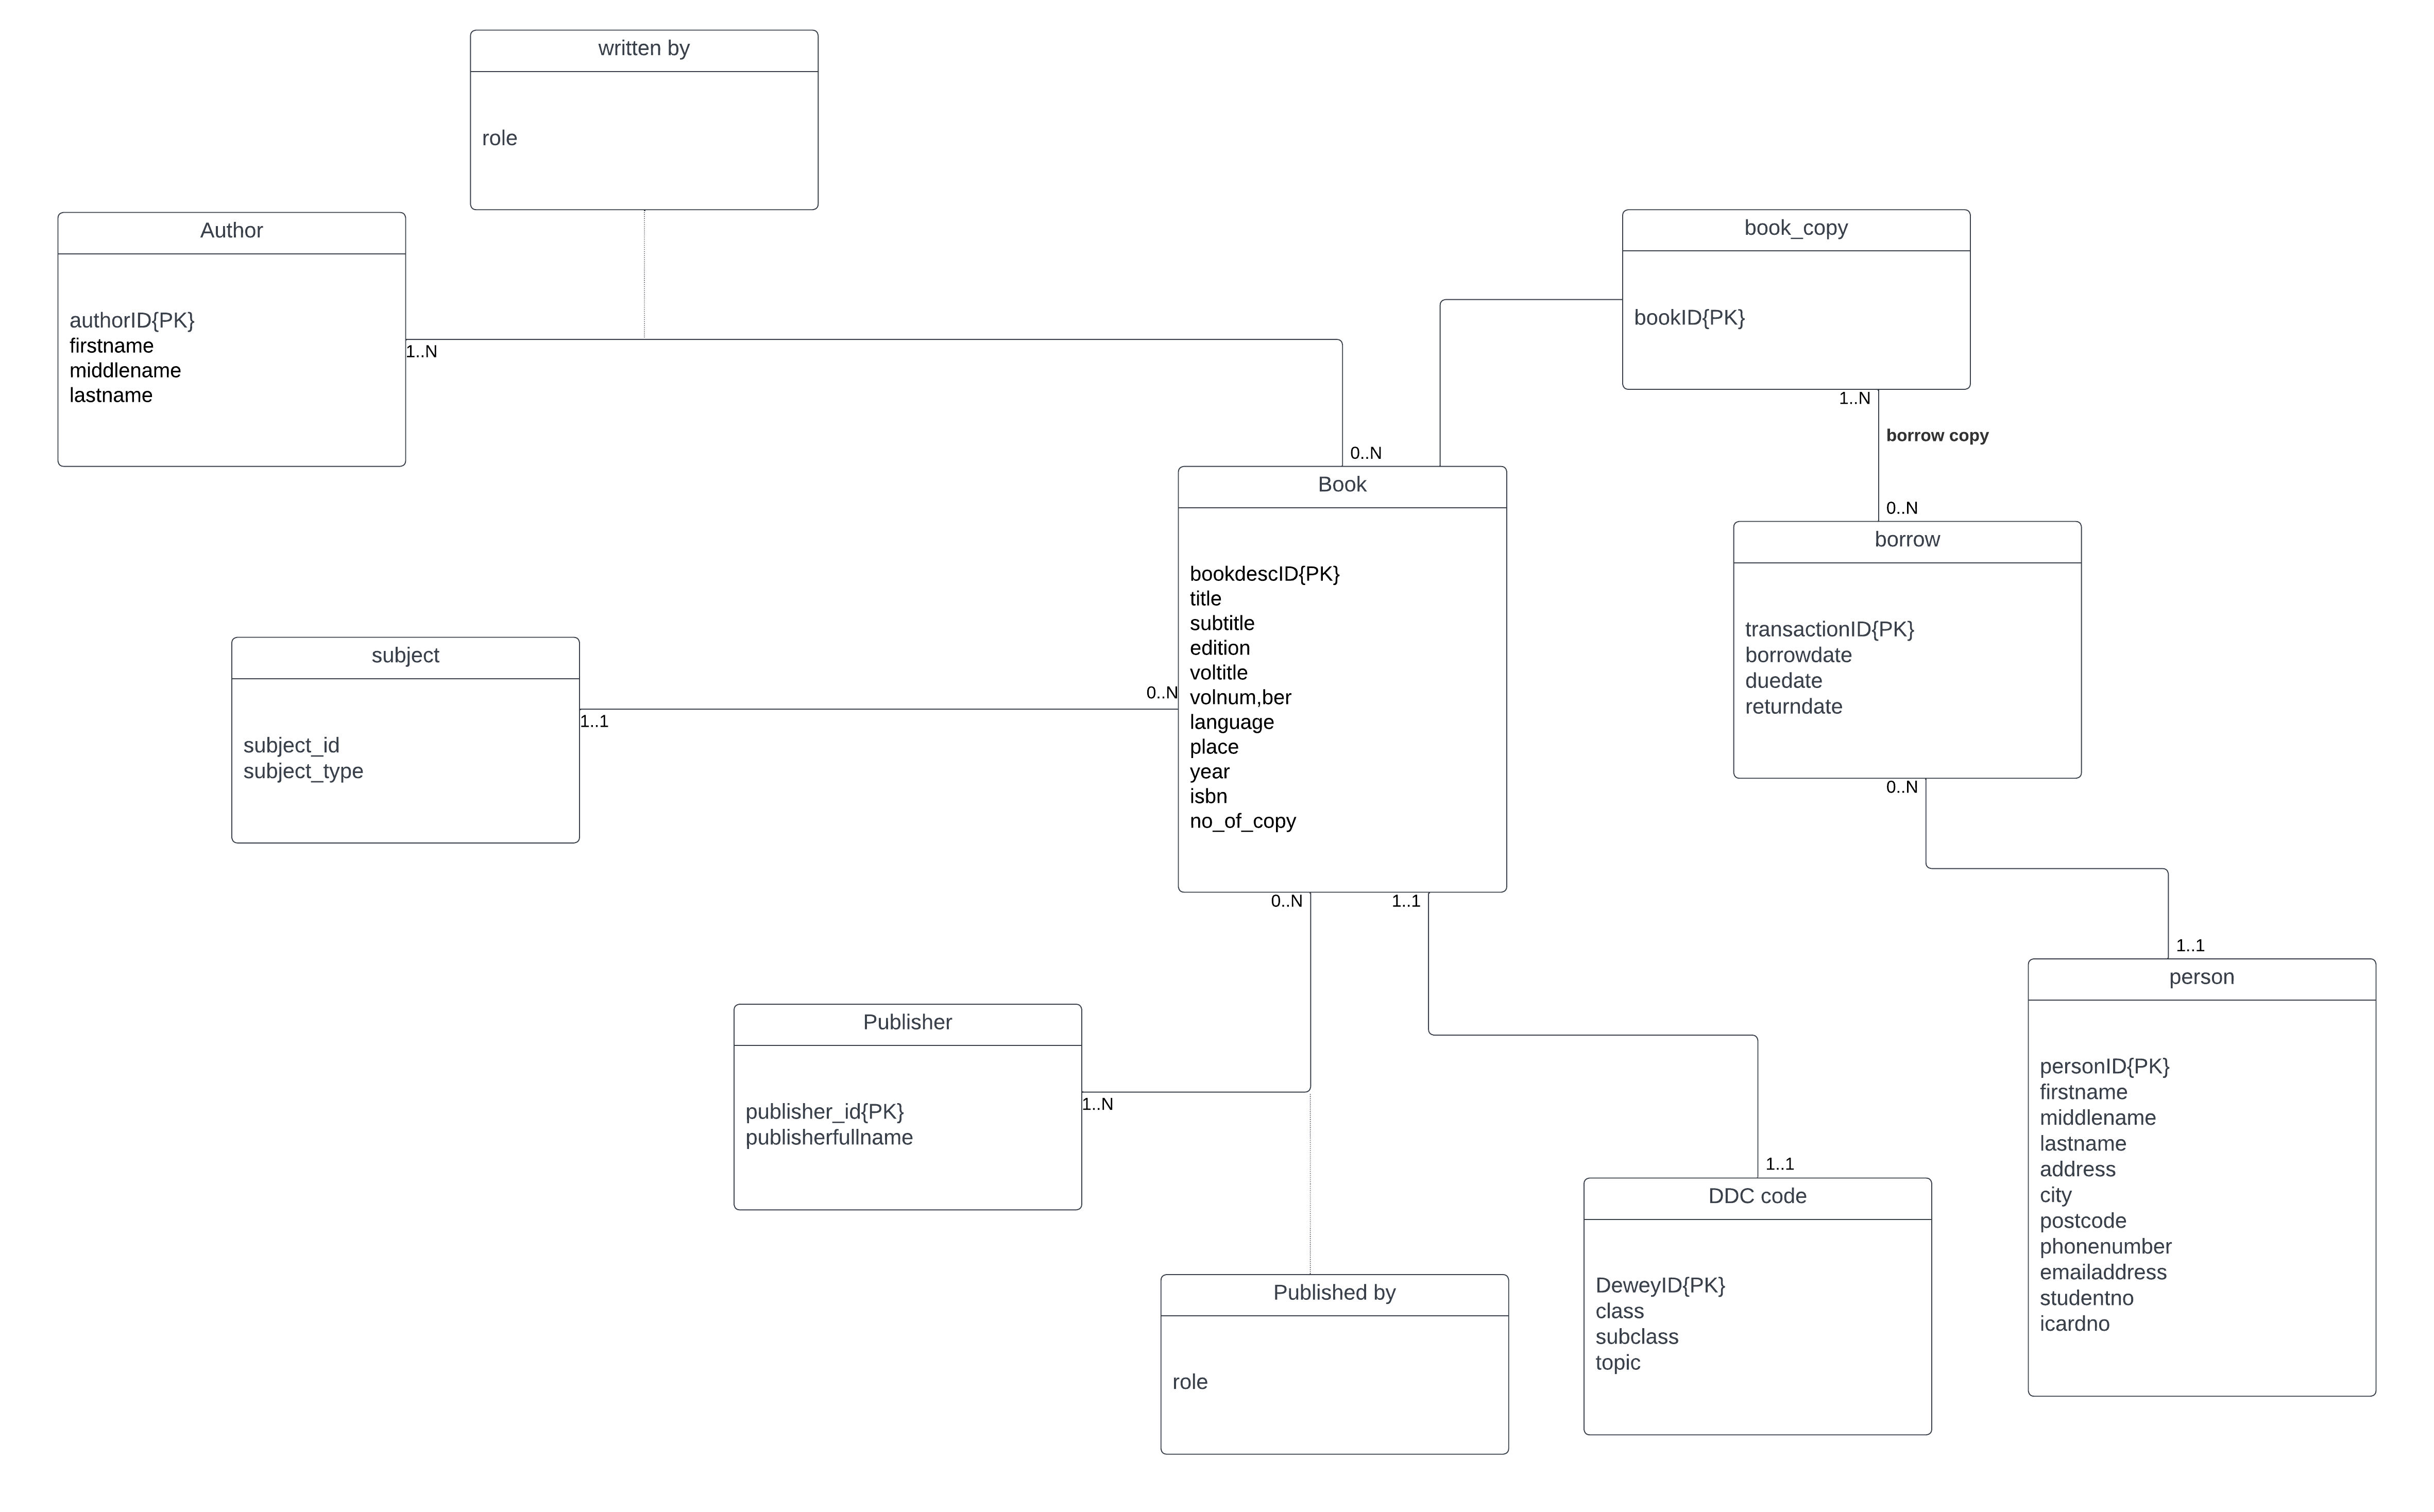 written by
role
Author
authorID{PK}
firstname
middlename
lastname
1..N
book_copy
bookID{PK}
1..N
borrow copy
0..N
0..N
Book
bookdescID{PK}
title
subtitle
edition
voltitle
volnum,ber
language
place
year
isbn
no_of_copy
borrow
transactionID{PK}
borrowdate
duedate
returndate
subject
subject_id
subject_type
1..1
0..N
0..N
1..1
0..N
1..1
person
personID{PK}
firstname
middlename
lastname
address
city
postcode
phonenumber
emailaddress
studentno
icardno
Publisher
publisher_id{PK}
publisherfullname
1..N
1..1
DDC code
DeweyID{PK}
class
subclass
topic
Published by
role